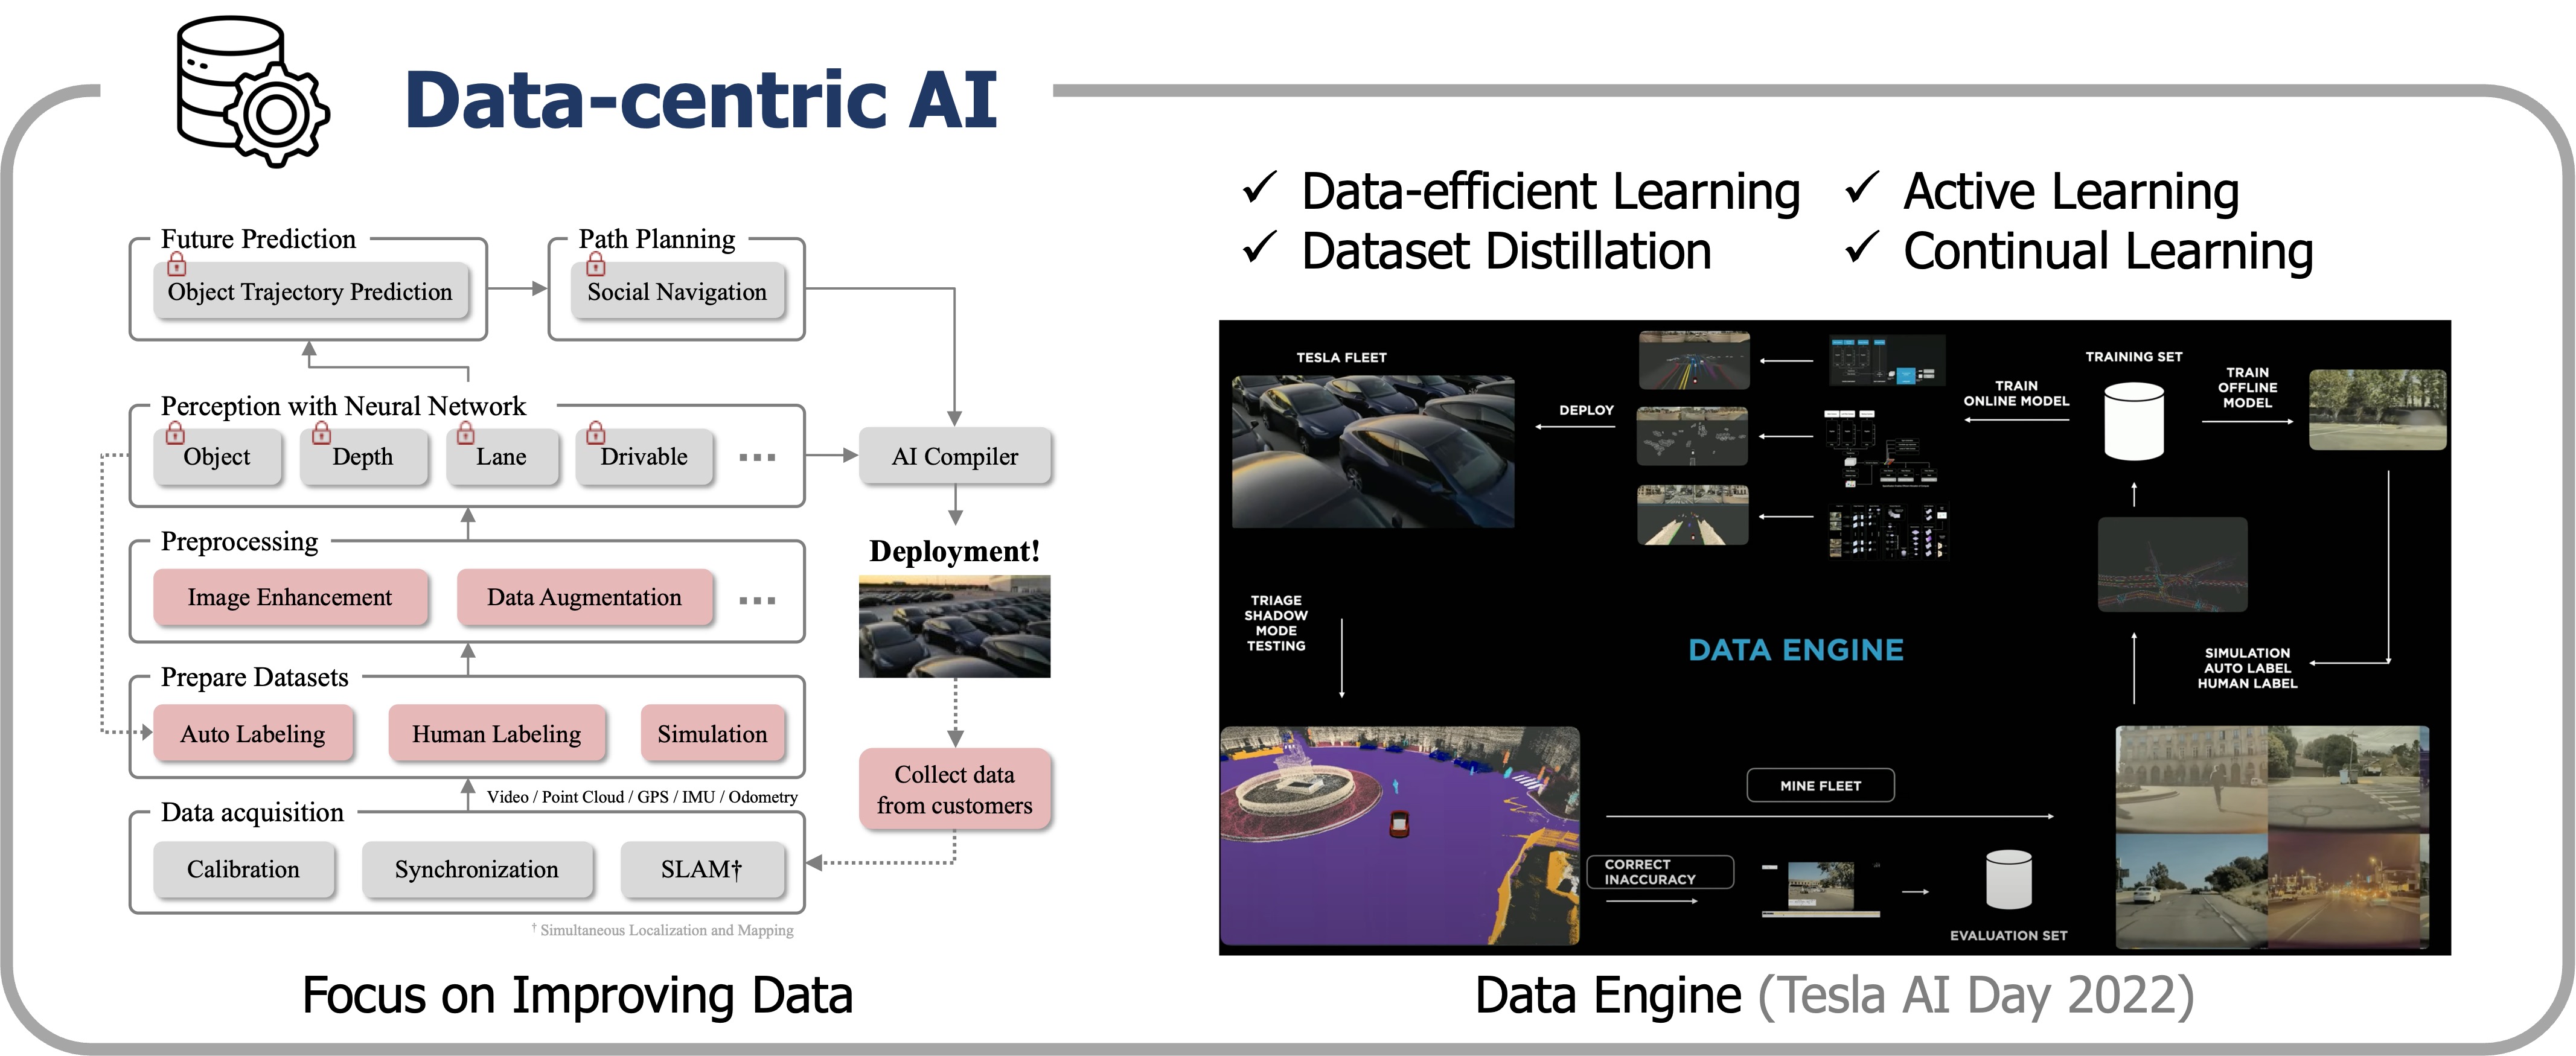 Data-centric AI
Future Prediction
Object Trajectory Prediction
Path Planning
Social Navigation
Perception with Neural Network
Object
Depth
Lane
Drivable
...
AI Compiler
Deployment!
Preprocessing
Image Enhancement
Data Augmentation
...
Prepare Datasets
Auto Labeling
Human Labeling
Simulation
Collect data
from customers
Video / Point Cloud / GPS / IMU / Odometry
Data acquisition
Calibration
Synchronization
SLAM†
† Simultaneous Localization and Mapping
Focus on Improving Data
✓ Data-efficient Learning
✓ Active Learning
✓ Dataset Distillation
✓ Continual Learning
TESLA FLEET
DEPLOY
TRAIN
ONLINE MODEL
TRAINING SET
TRAIN
OFFLINE
MODEL
TRIAGE
SHADOW
MODE
TESTING
DATA ENGINE
SIMULATION
AUTO LABEL
HUMAN LABEL
MINE FLEET
CORRECT
INACCURACY
EVALUATION SET
Data Engine (Tesla AI Day 2022)